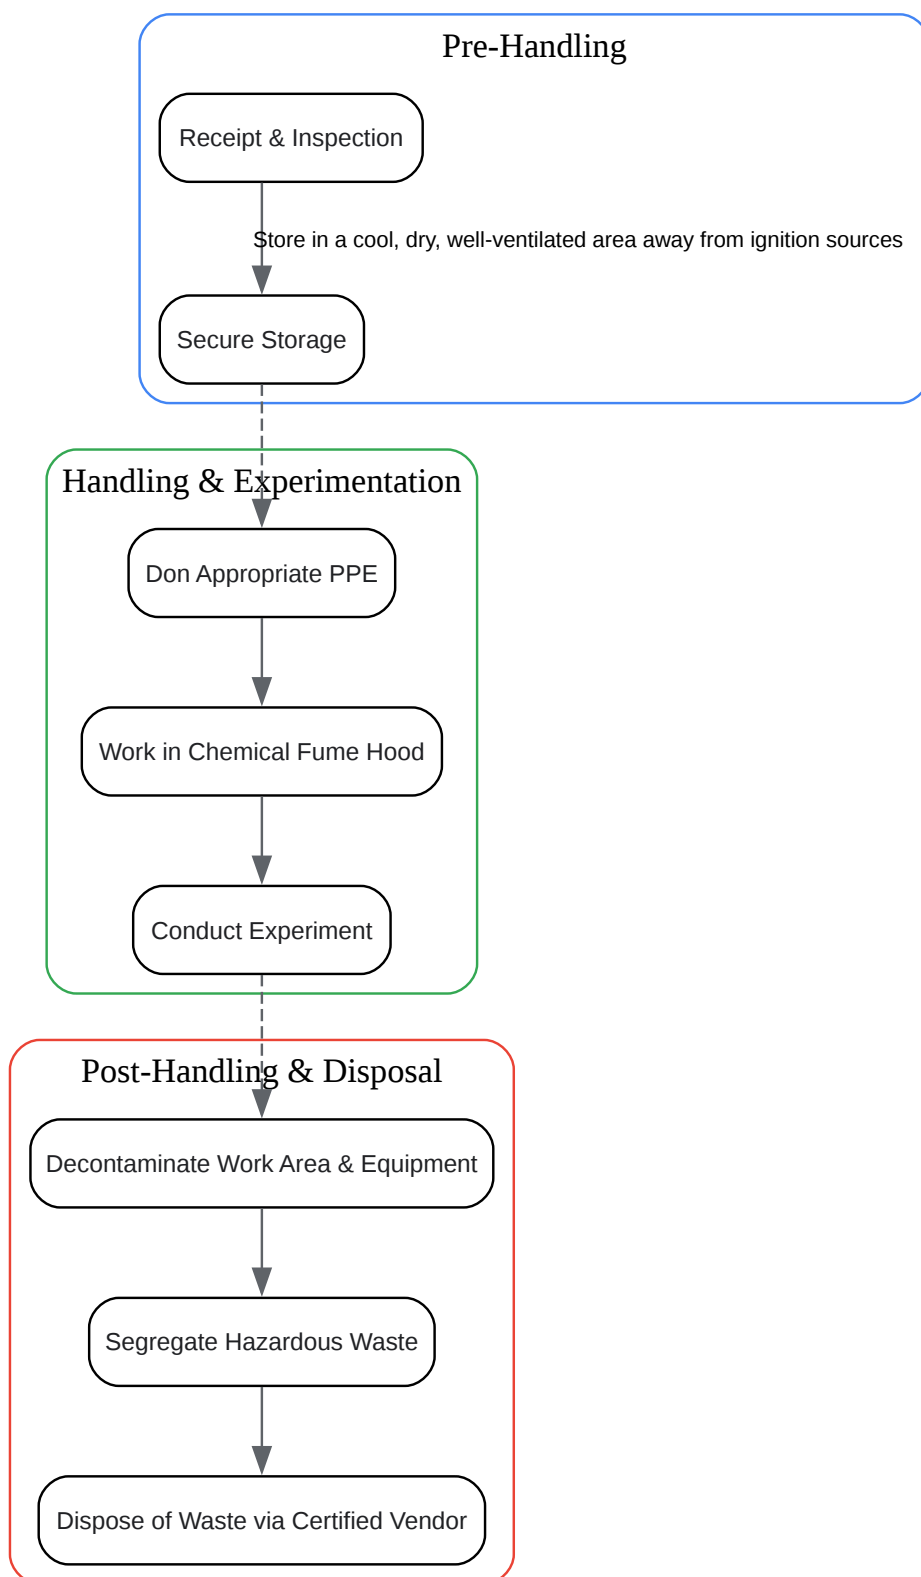 Pre-Handling
Receipt & Inspection
Store in a cool, dry, well-ventilated area away from ignition sources
Secure Storage
Handling & Experimentation
Don Appropriate PPE
Work in Chemical Fume Hood
Conduct Experiment
Post-Handling & Disposal
Decontaminate Work Area & Equipment
Segregate Hazardous Waste
Dispose of Waste via Certified Vendor